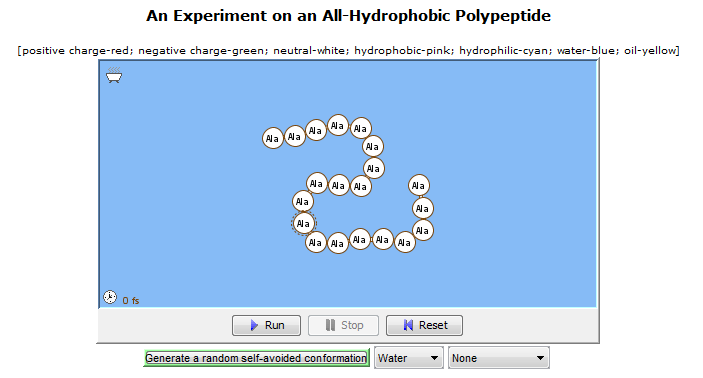 An Experiment on an All-Hydrophobic Polypeptide
[positive charge-red; negative charge-green; neutral-white; hydrophobic-pink; hydrophilic-cyan; water-blue; oil-yellow]
Ala Ala Ala Ala Ala
Ala
Ala
Ala Ala Ala Ala
Ala Ala
Ala
Ala
Ala Ala Ala Ala Ala
0 fs
Run Stop Reset
Generate a random self-avoided conformation Water None